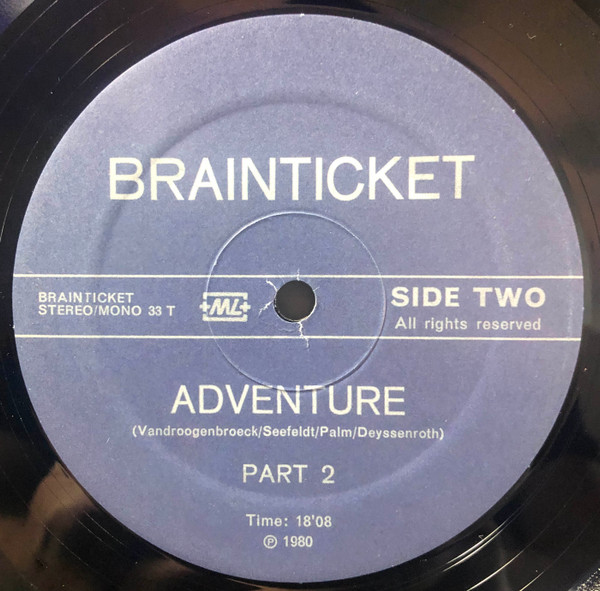 BRAINTICKET
BRAINTICKET
STEREO/MONO 33 T
+ML+
SIDE TWO
All rights reserved
ADVENTURE
(Vandroogenbroeck/Seefeldt/Palm/Deyssenroth)
PART 2
Time: 18'08
℗ 1980